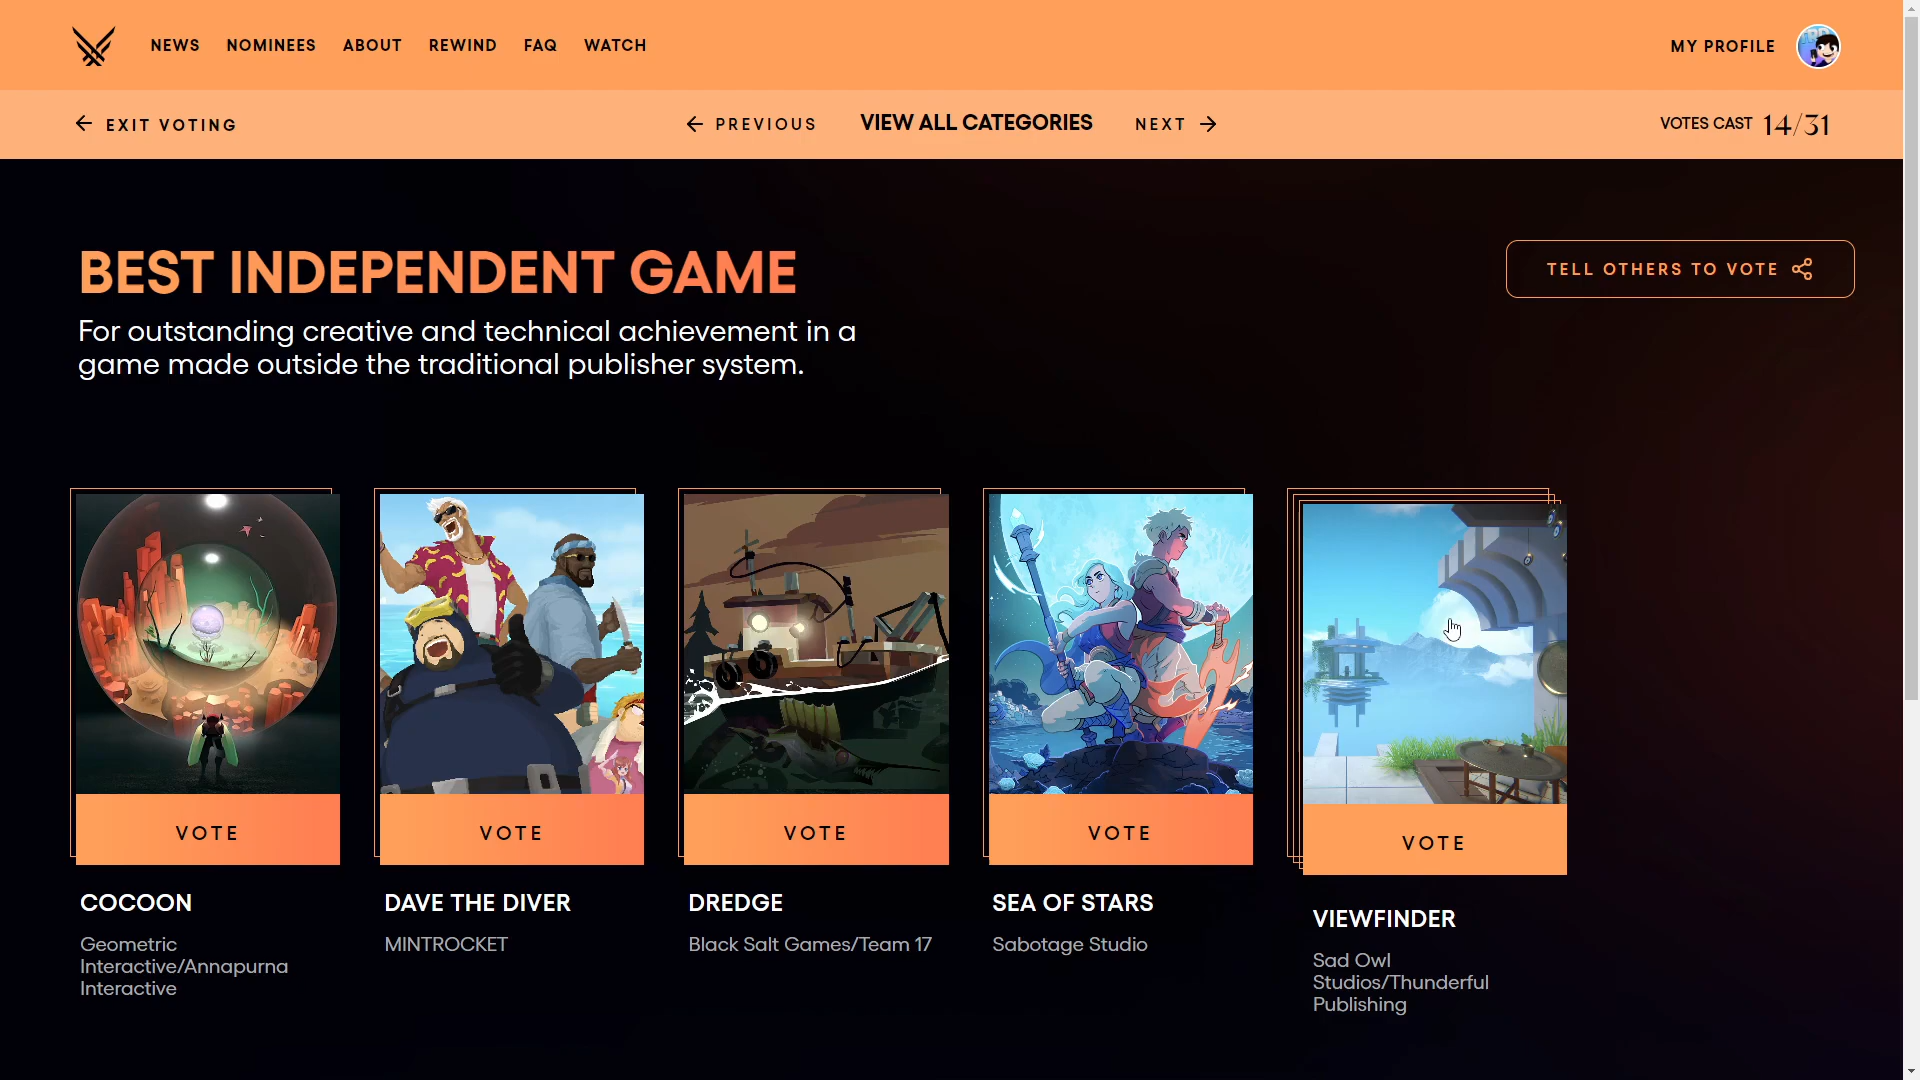 NEWS NOMINEES ABOUT REWIND FAQ WATCH MY PROFILE
EXIT VOTING PREVIOUS VIEW ALL CATEGORIES NEXT VOTES CAST 14/31
BEST INDEPENDENT GAME
TELL OTHERS TO VOTE
For outstanding creative and technical achievement in a
game made outside the traditional publisher system.
VOTE VOTE VOTE VOTE VOTE
COCOON
Geometric
Interactive/Annapurna
Interactive
DAVE THE DIVER
MINTROCKET
DREDGE
Black Salt Games/Team 17
SEA OF STARS
Sabotage Studio
VIEWFINDER
Sad Owl
Studios/Thunderful
Publishing